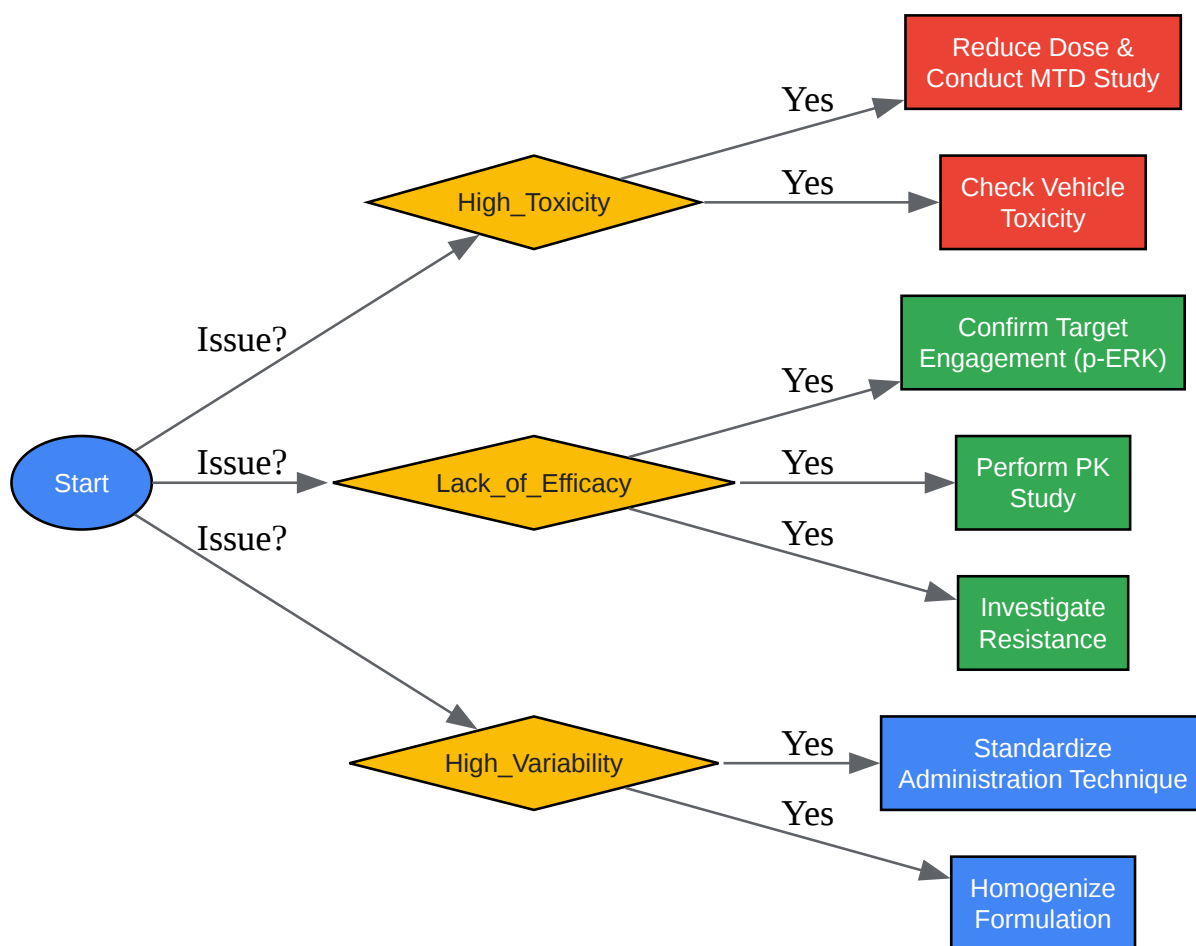 Reduce Dose &
Conduct MTD Study
Yes
High_Toxicity
Yes
Check Vehicle
Toxicity
Issue?
Confirm Target
Engagement (p-ERK)
Yes
Start
Issue?
Lack_of_Efficacy
Yes
Perform PK
Study
Issue?
Yes
Investigate
Resistance
High_Variability
Yes
Standardize
Administration Technique
Yes
Homogenize
Formulation